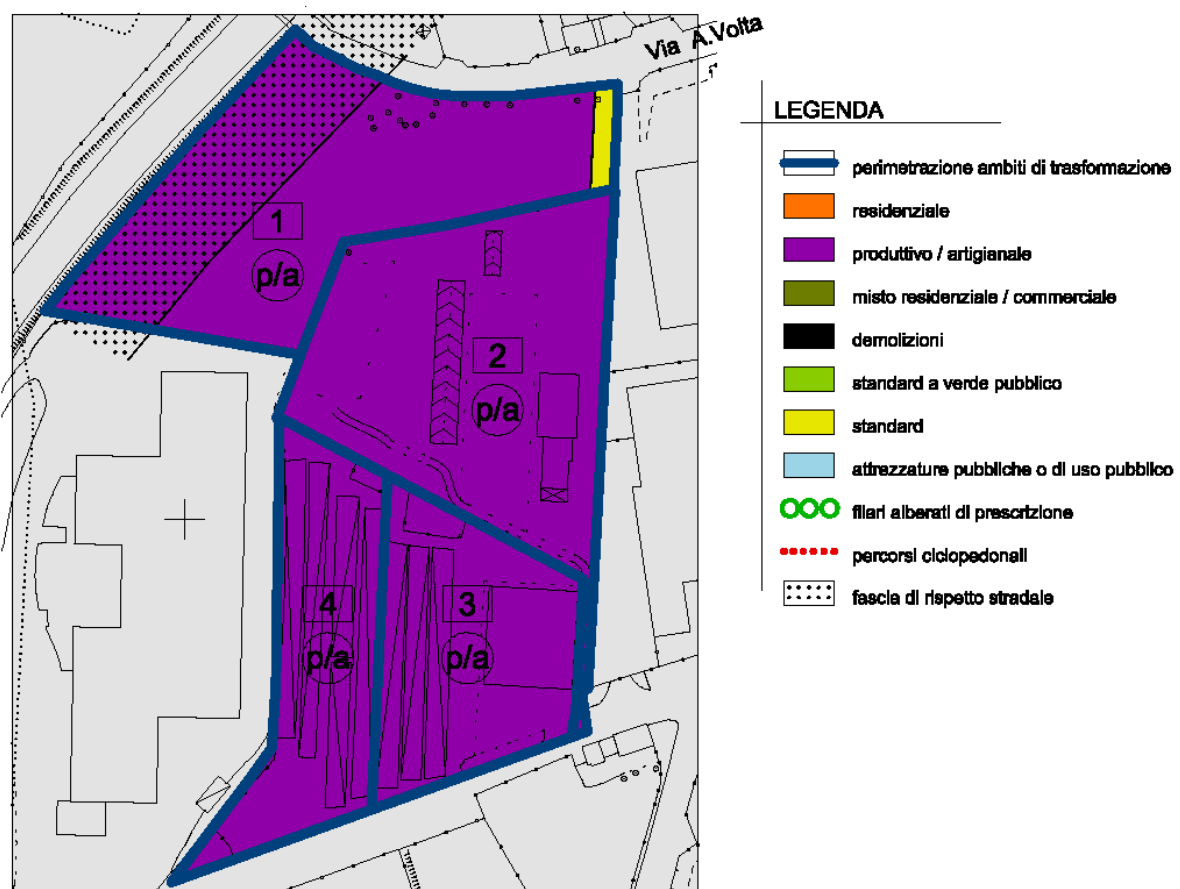 Via A.Volta
1
p/a
2
p/a
4
p/a
3
p/a
LEGENDA
perimetrazione ambiti di trasformazione
residenziale
produttivo / artigianale
misto residenziale / commerciale
demolizioni
standard a verde pubblico
standard
attrezzature pubbliche o di uso pubblico
filari alberati di prescrizione
percorsi ciclopedonali
fascia di rispetto stradale